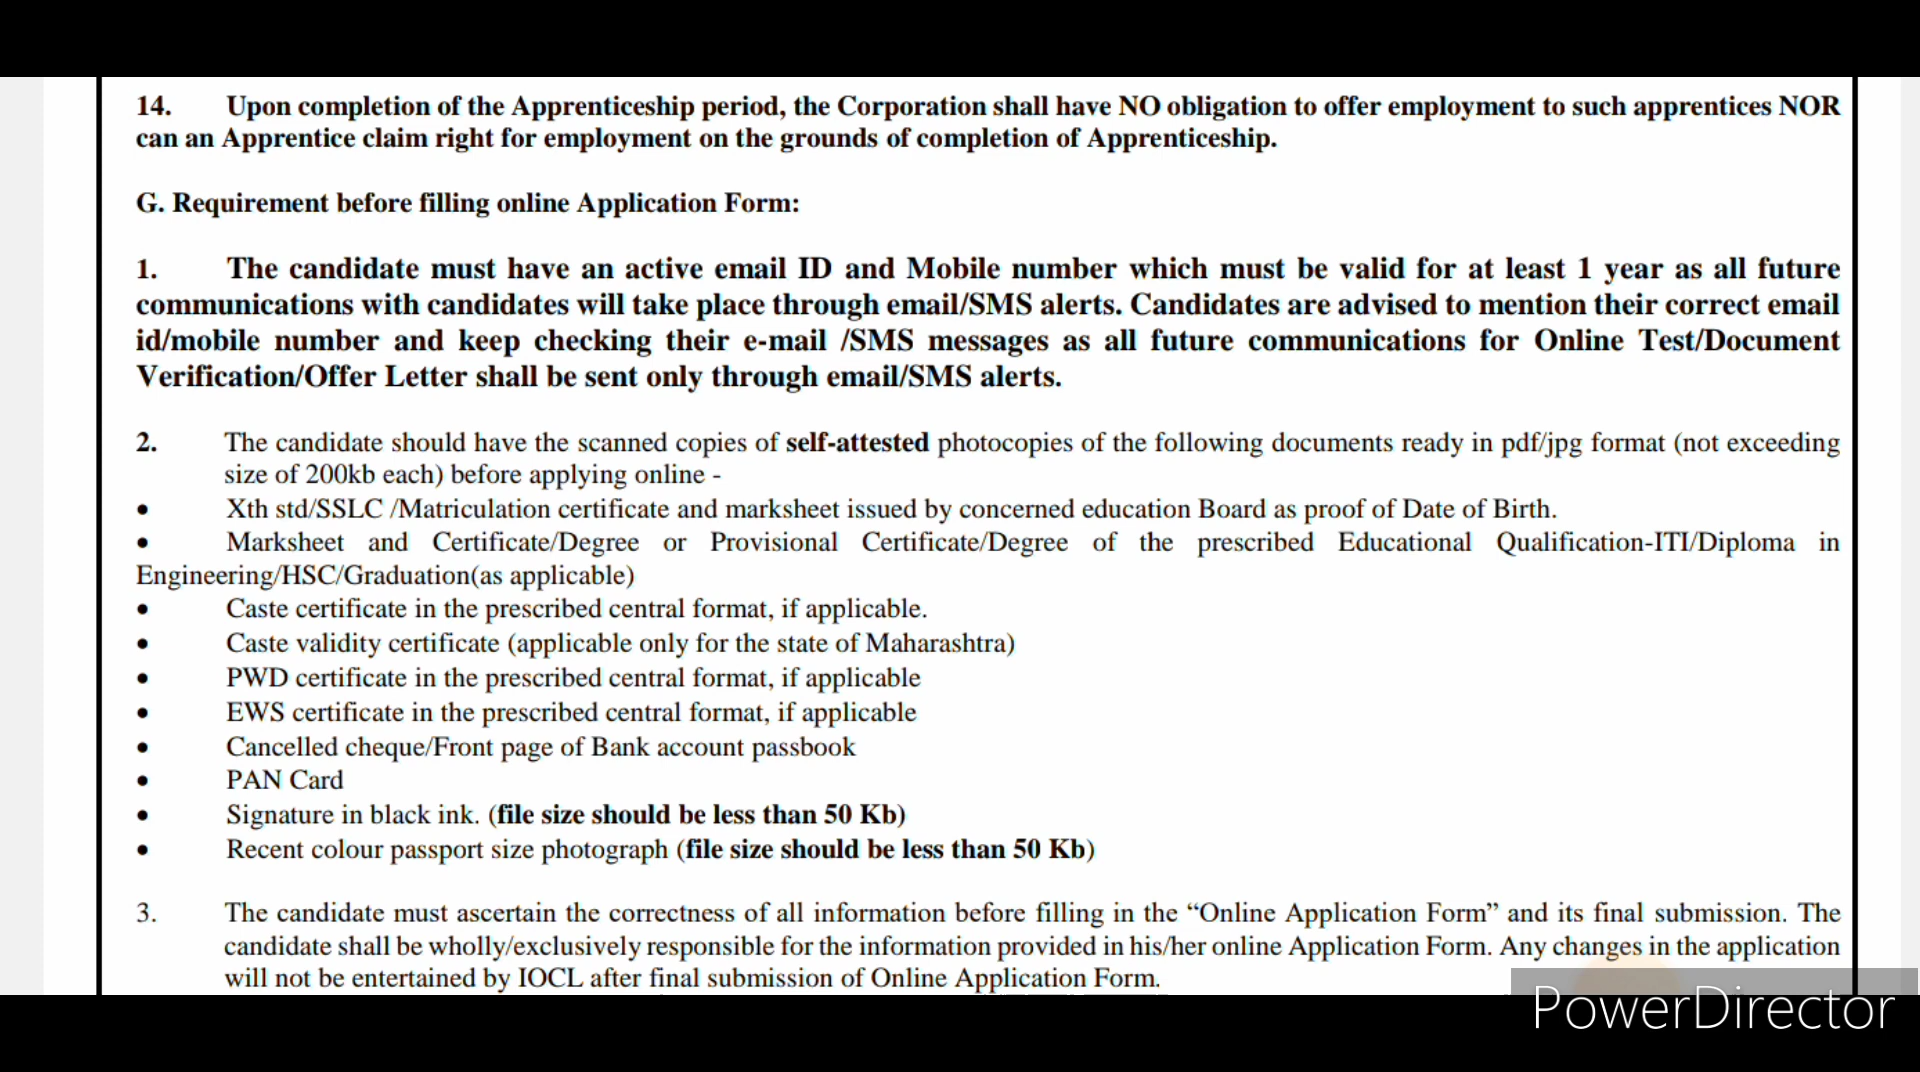 14. Upon completion of the Apprenticeship period, the Corporation shall have NO obligation to offer employment to such apprentices NOR
can an Apprentice claim right for employment on the grounds of completion of Apprenticeship.
G. Requirement before filling online Application Form:
1. The candidate must have an active email ID and Mobile number which must be valid for at least 1 year as all future
communications with candidates will take place through email/SMS alerts. Candidates are advised to mention their correct email
id/mobile number and keep checking their e-mail /SMS messages as all future communications for Online Test/Document
Verification/Offer Letter shall be sent only through email/SMS alerts.
2. The candidate should have the scanned copies of self-attested photocopies of the following documents ready in pdf/jpg format (not exceeding
size of 200kb each) before applying online -
• Xth std/SSLC /Matriculation certificate and marksheet issued by concerned education Board as proof of Date of Birth.
• Marksheet and Certificate/Degree or Provisional Certificate/Degree of the prescribed Educational Qualification-ITI/Diploma in
Engineering/HSC/Graduation(as applicable)
• Caste certificate in the prescribed central format, if applicable.
• Caste validity certificate (applicable only for the state of Maharashtra)
• PWD certificate in the prescribed central format, if applicable
• EWS certificate in the prescribed central format, if applicable
• Cancelled cheque/Front page of Bank account passbook
• PAN Card
• Signature in black ink. (file size should be less than 50 Kb)
• Recent colour passport size photograph (file size should be less than 50 Kb)
3. The candidate must ascertain the correctness of all information before filling in the “Online Application Form” and its final submission. The
candidate shall be wholly/exclusively responsible for the information provided in his/her online Application Form. Any changes in the application
will not be entertained by IOCL after final submission of Online Application Form.
PowerDirector